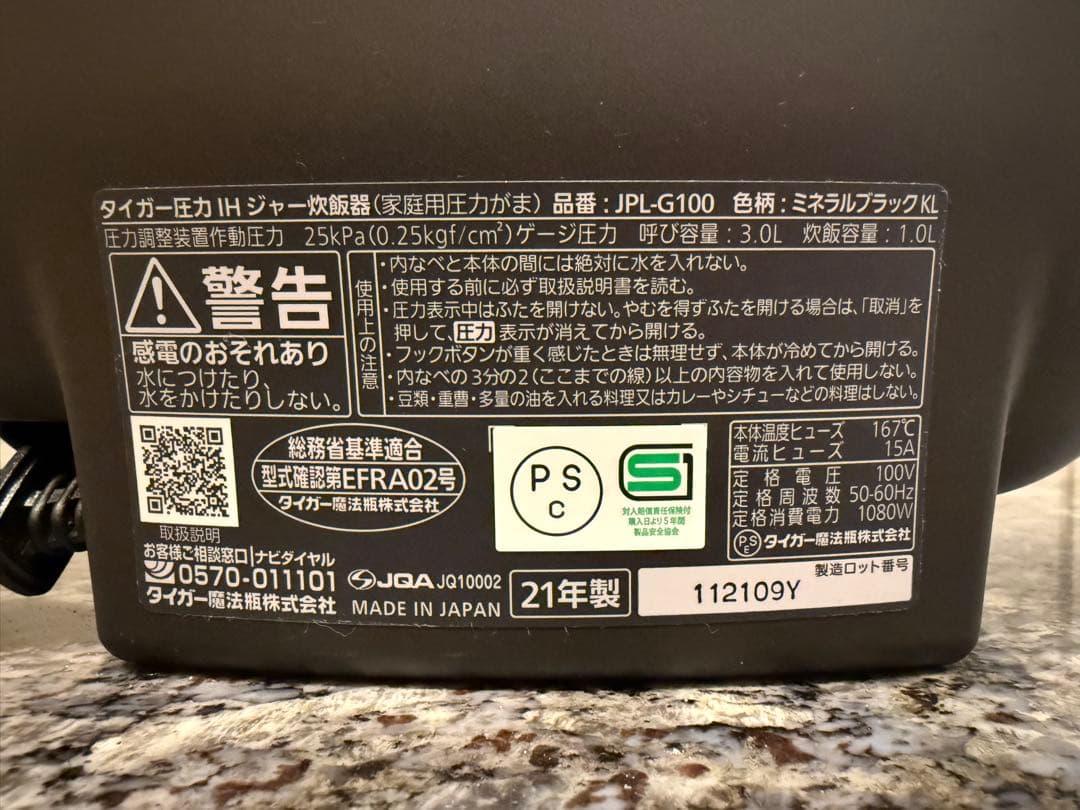 タイガー圧力IHジャー炊飯器(家庭用圧力がま) 品番:JPL-G100 色柄:ミネラルブラックKL
圧力調整装置作動圧力 25kPa(0.25kgf/cm²)ゲージ圧力 呼び容量:3.0L 炊飯容量:1.0L
警告
感電のおそれあり
水につけたり、
水をかけたりしない。
使用上の注意
・内なべと本体の間には絶対に水を入れない。
・使用する前に必ず取扱説明書を読む。
・圧力表示中はふたを開けない。やむを得ずふたを開ける場合は、「取消」を
押して、圧力 表示が消えてから開ける。
・フックボタンが重く感じたときは無理せず、本体が冷めてから開ける。
・内なべの3分の2(ここまでの線)以上の内容物を入れて使用しない。
・豆類・重曹・多量の油を入れる料理又はカレーやシチューなどの料理はしない。
取扱説明
総務省基準適合
型式確認第EFRA02号
タイガー魔法瓶株式会社
PS
C
S1
対人賠償責任保険付
購入日より5年間
製品安全協会
本体温度ヒューズ 167℃
電流ヒューズ 15A
定格電圧 100V
定格周波数 50-60Hz
定格消費電力 1080W
PS
E
タイガー魔法瓶株式会社
お客様ご相談窓口|ナビダイヤル
0570-011101
タイガー魔法瓶株式会社
JQA JQ10002
MADE IN JAPAN
21年製
製造ロット番号
112109Y